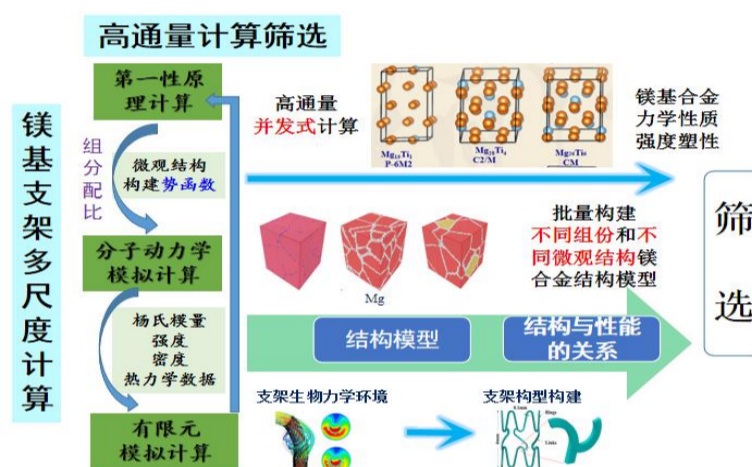 高通量计算筛选
镁基支架多尺度计算
第一性原
理计算
组分配比
微观结构
构建势函数
分子动力学
模拟计算
杨氏模量
强度
密度
热力学数据
有限元
模拟计算
高通量
并发式计算
P-6M2
C2/M
CM
镁基合金
力学性质
强度塑性
Mg
批量构建
不同组份和不
同微观结构镁
合金结构模型
结构模型
结构与性能
的关系
支架生物力学环境
支架构型构建
Hinge
Links
筛
选